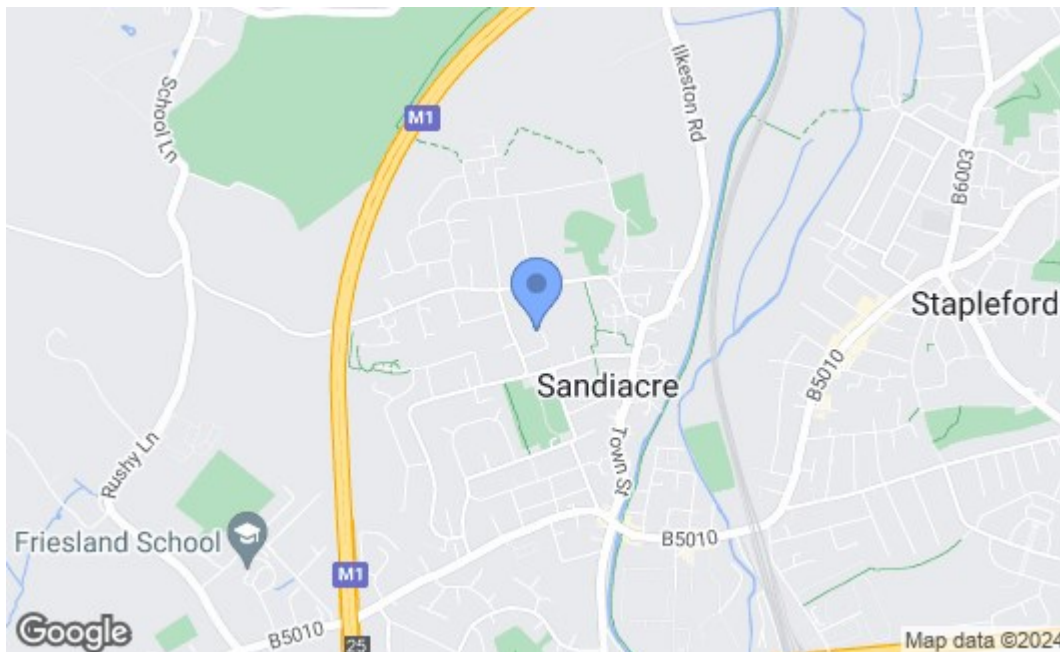 School Ln
M1
Ilkeston Rd
B6003
Stapleford
B5010
Sandiacre
Town St
Rushy Ln
Friesland School
B5010
M1
B5010
25
Google
Map data ©2024